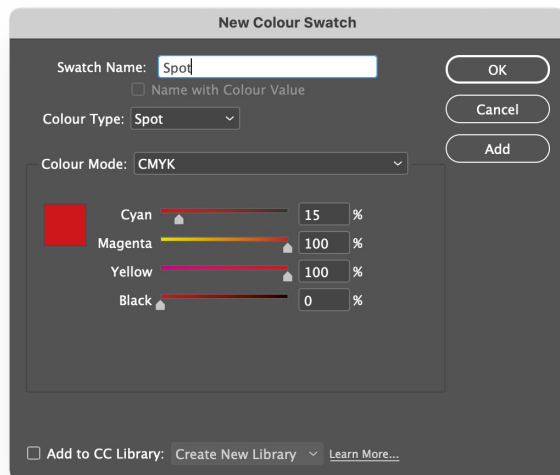 New Colour Swatch
Swatch Name: Spot
OK
Name with Colour Value
Cancel
Colour Type: Spot
Add
Colour Mode: CMYK
Cyan 15 %
Magenta 100 %
Yellow 100 %
Black 0 %
Add to CC Library: Create New Library Learn More...